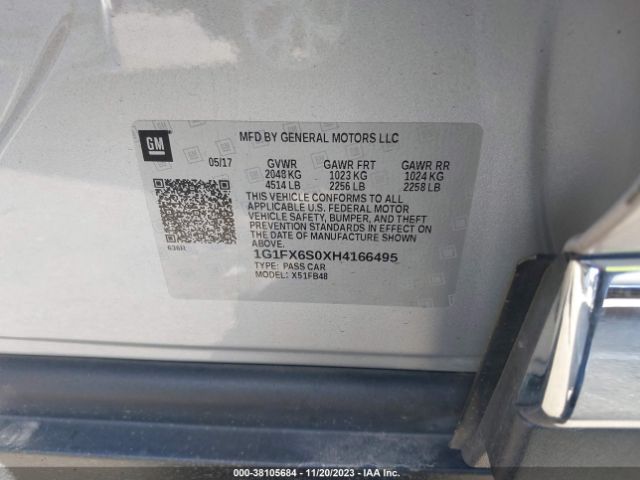 GM
MFD BY GENERAL MOTORS LLC
05/17 GVWR GAWR FRT GAWR RR
2048 KG 1023 KG 1024 KG
4514 LB 2256 LB 2258 LB
THIS VEHICLE CONFORMS TO ALL
APPLICABLE U.S. FEDERAL MOTOR
VEHICLE SAFETY, BUMPER, AND THEFT
PREVENTION STANDARDS IN EFFECT ON
THE DATE OF MANUFACTURE SHOWN
ABOVE.
1G1FX6S0XH4166495
TYPE: PASS CAR
MODEL: X51FB48
000-38105684 - 11/20/2023 - IAAI.COM